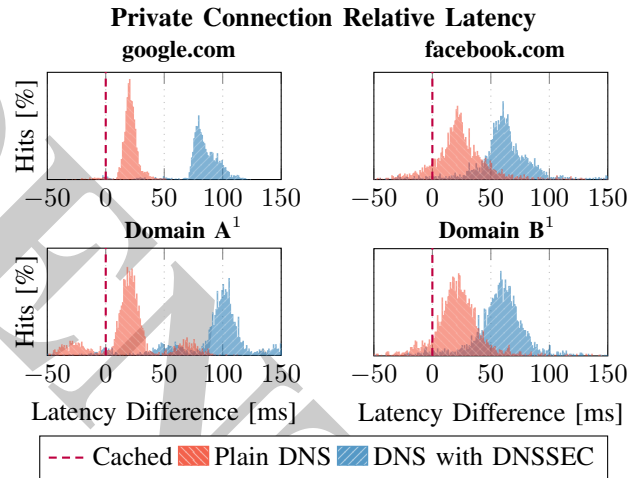 Private Connection Relative Latency
google.com facebook.com
Hits [%]
−50 0 50 100 150 −50 0 50 100 150
Domain A¹ Domain B¹
Hits [%]
−50 0 50 100 150 −50 0 50 100 150
Latency Difference [ms] Latency Difference [ms]
Cached Plain DNS DNS with DNSSEC